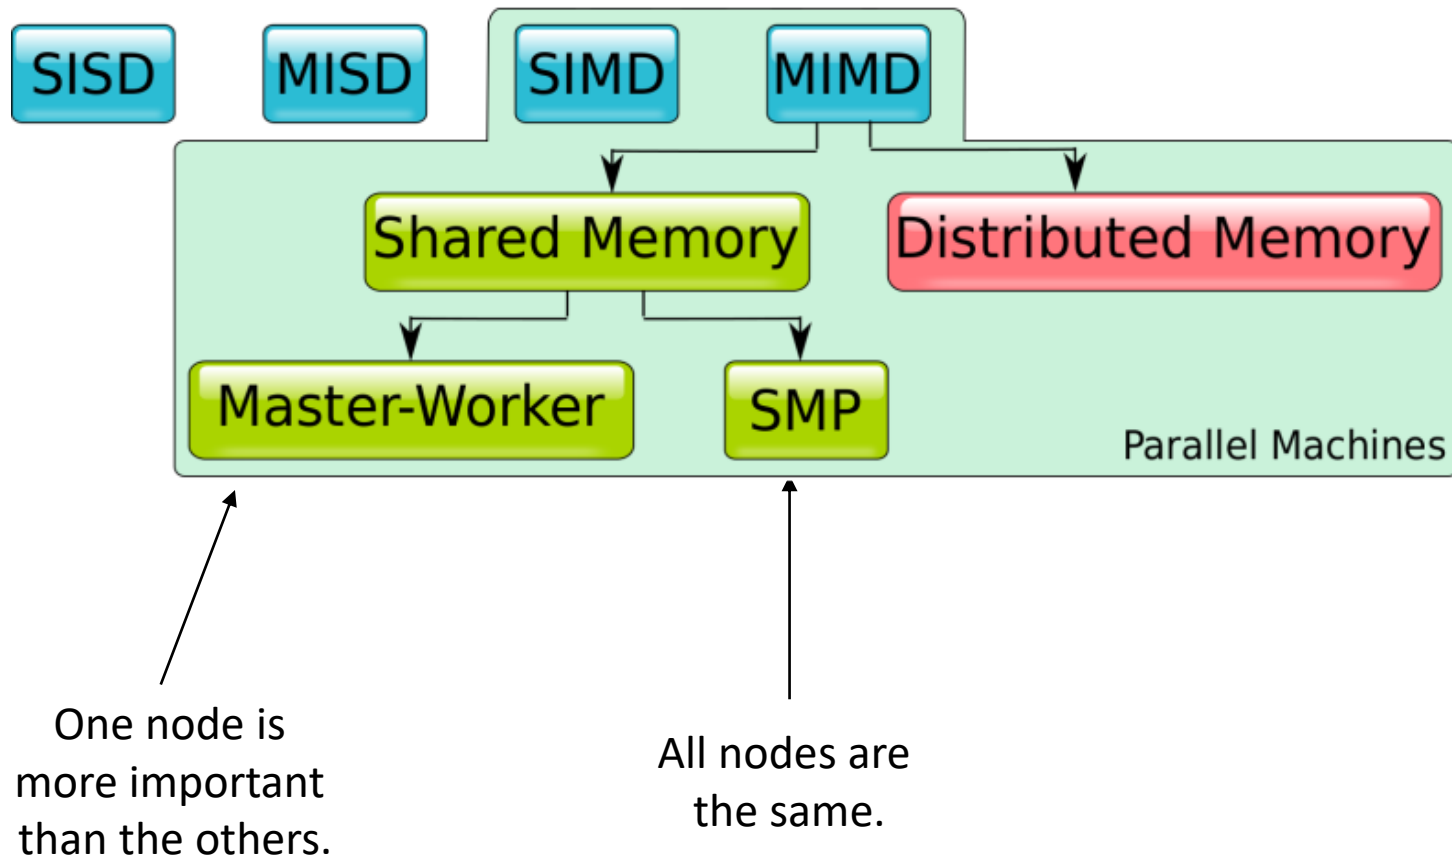 SISD
MISD
SIMD
MIMD
Shared Memory
Distributed Memory
Master-Worker
SMP
Parallel Machines
One node is
more important
than the others.
All nodes are
the same.